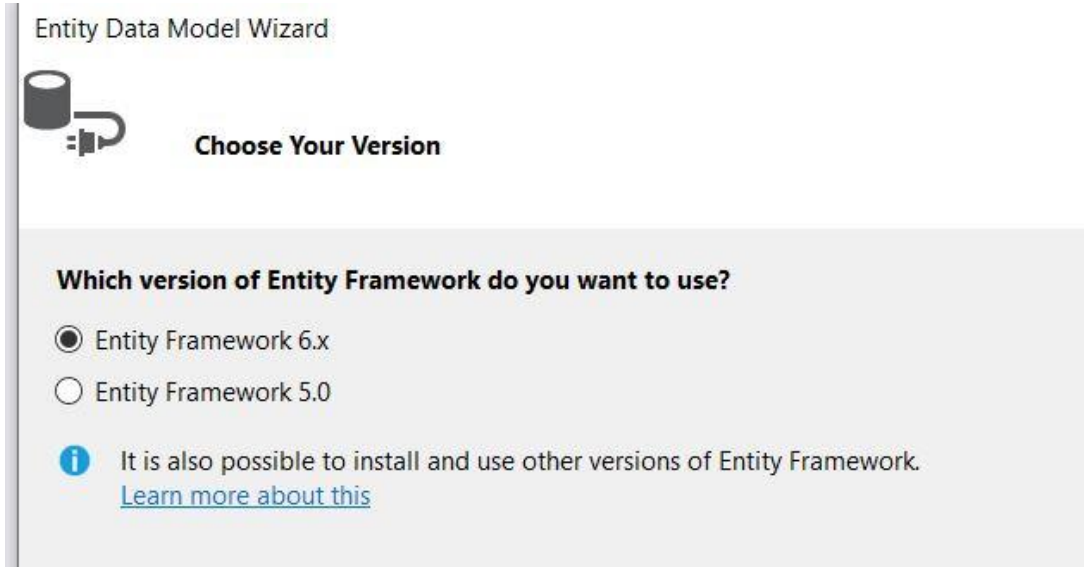 Entity Data Model Wizard
Choose Your Version
Which version of Entity Framework do you want to use?
Entity Framework 6.x
Entity Framework 5.0
It is also possible to install and use other versions of Entity Framework.
Learn more about this